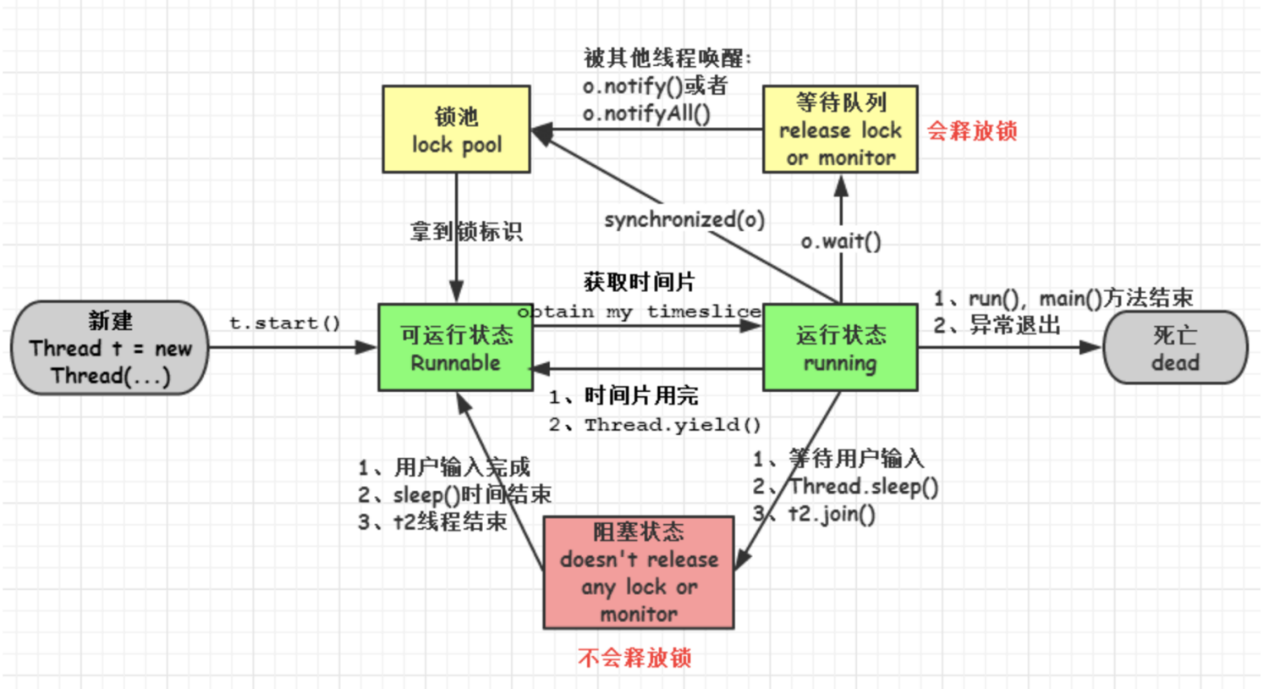 被其他线程唤醒:
o.notify()或者
o.notifyAll()
锁池
lock pool
等待队列
release lock
or monitor
会释放锁
拿到锁标识
synchronized(o)
o.wait()
新建
Thread t = new
Thread(...)
t.start()
可运行状态
Runnable
获取时间片
obtain my timeslice
1、时间片用完
2、Thread.yield()
运行状态
running
1、run(), main()方法结束
2、异常退出
死亡
dead
1、用户输入完成
2、sleep()时间结束
3、t2线程结束
1、等待用户输入
2、Thread.sleep()
3、t2.join()
阻塞状态
doesn't release
any lock or
monitor
不会释放锁